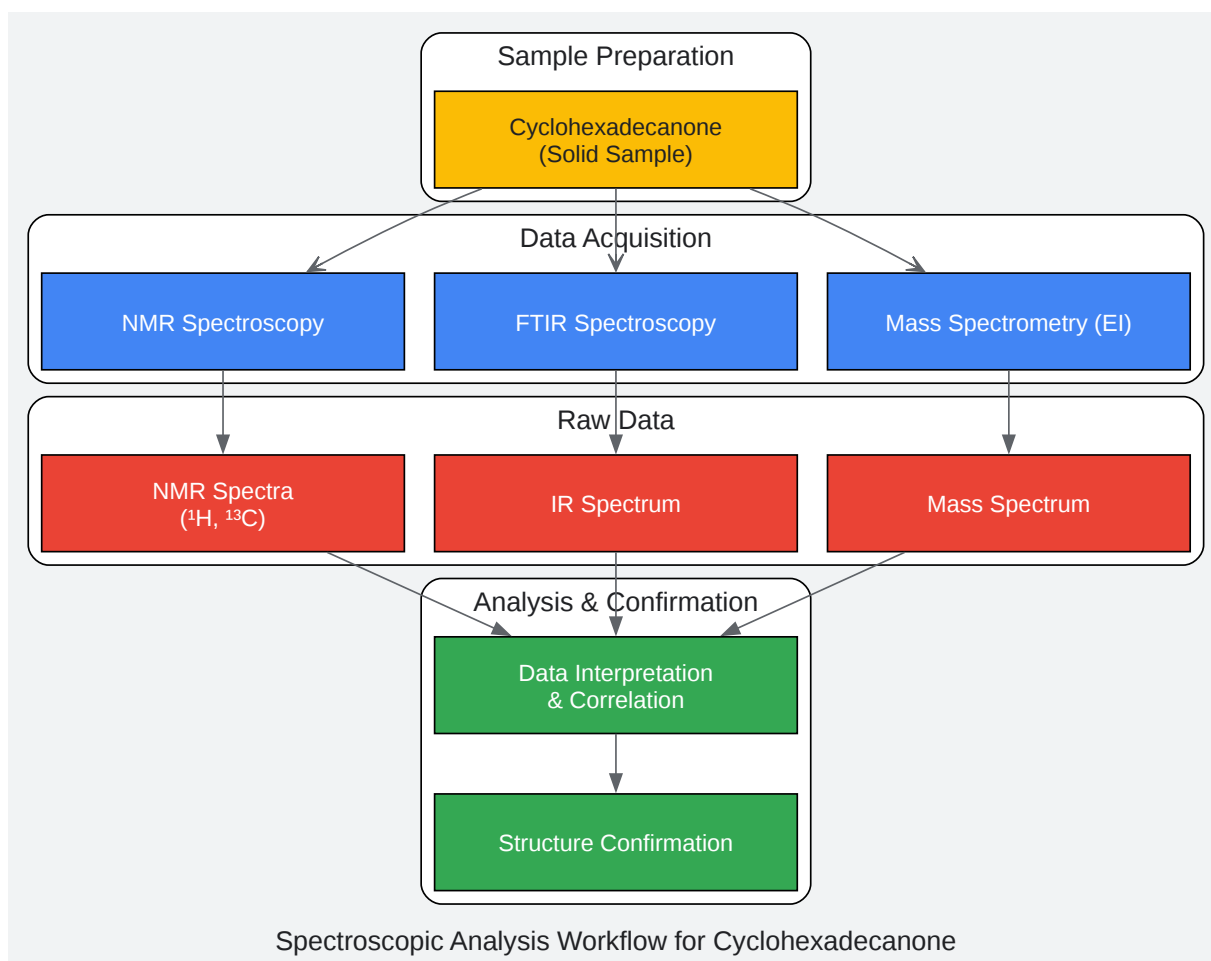 Sample Preparation
Cyclohexadecanone
(Solid Sample)
Data Acquisition
NMR Spectroscopy
FTIR Spectroscopy
Mass Spectrometry (EI)
Raw Data
NMR Spectra
(¹H, ¹³C)
IR Spectrum
Mass Spectrum
Analysis & Confirmation
Data Interpretation
& Correlation
Structure Confirmation
Spectroscopic Analysis Workflow for Cyclohexadecanone